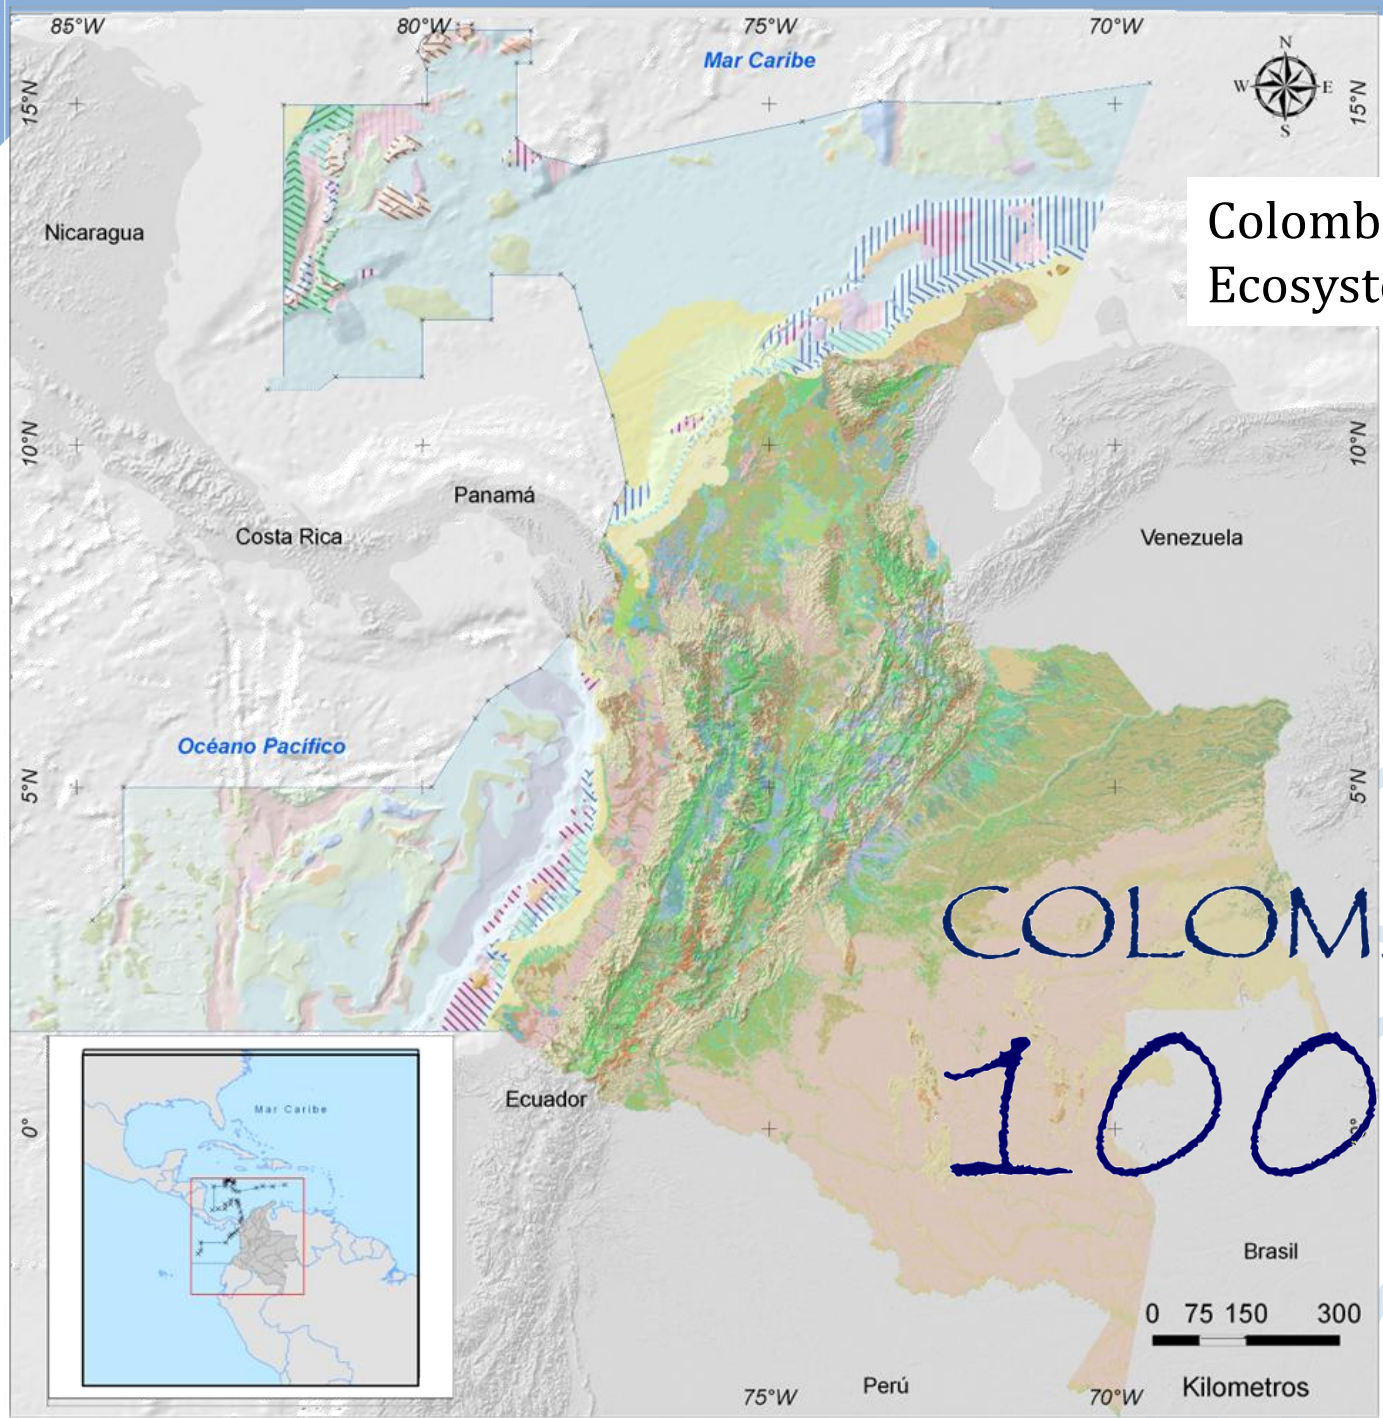 85°W 80°W 75°W 70°W
Mar Caribe
N
W E
S
15°N 15°N
Nicaragua
Colomb
Ecosyst
10°N 10°N
Panamá
Costa Rica
Venezuela
Océano Pacífico
5°N 5°N
COLOM
100
Ecuador
Mar Caribe
0° 0°
Brasil
0 75 150 300
Kilometros
Perú
75°W 70°W